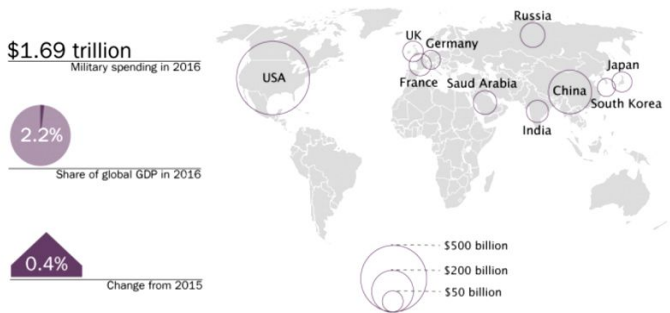 $1.69 trillion
Military spending in 2016
2.2%
Share of global GDP in 2016
0.4%
Change from 2015
Russia
UK
Germany
USA
France
Saudi Arabia
Japan
China
South Korea
India
$500 billion
$200 billion
$50 billion